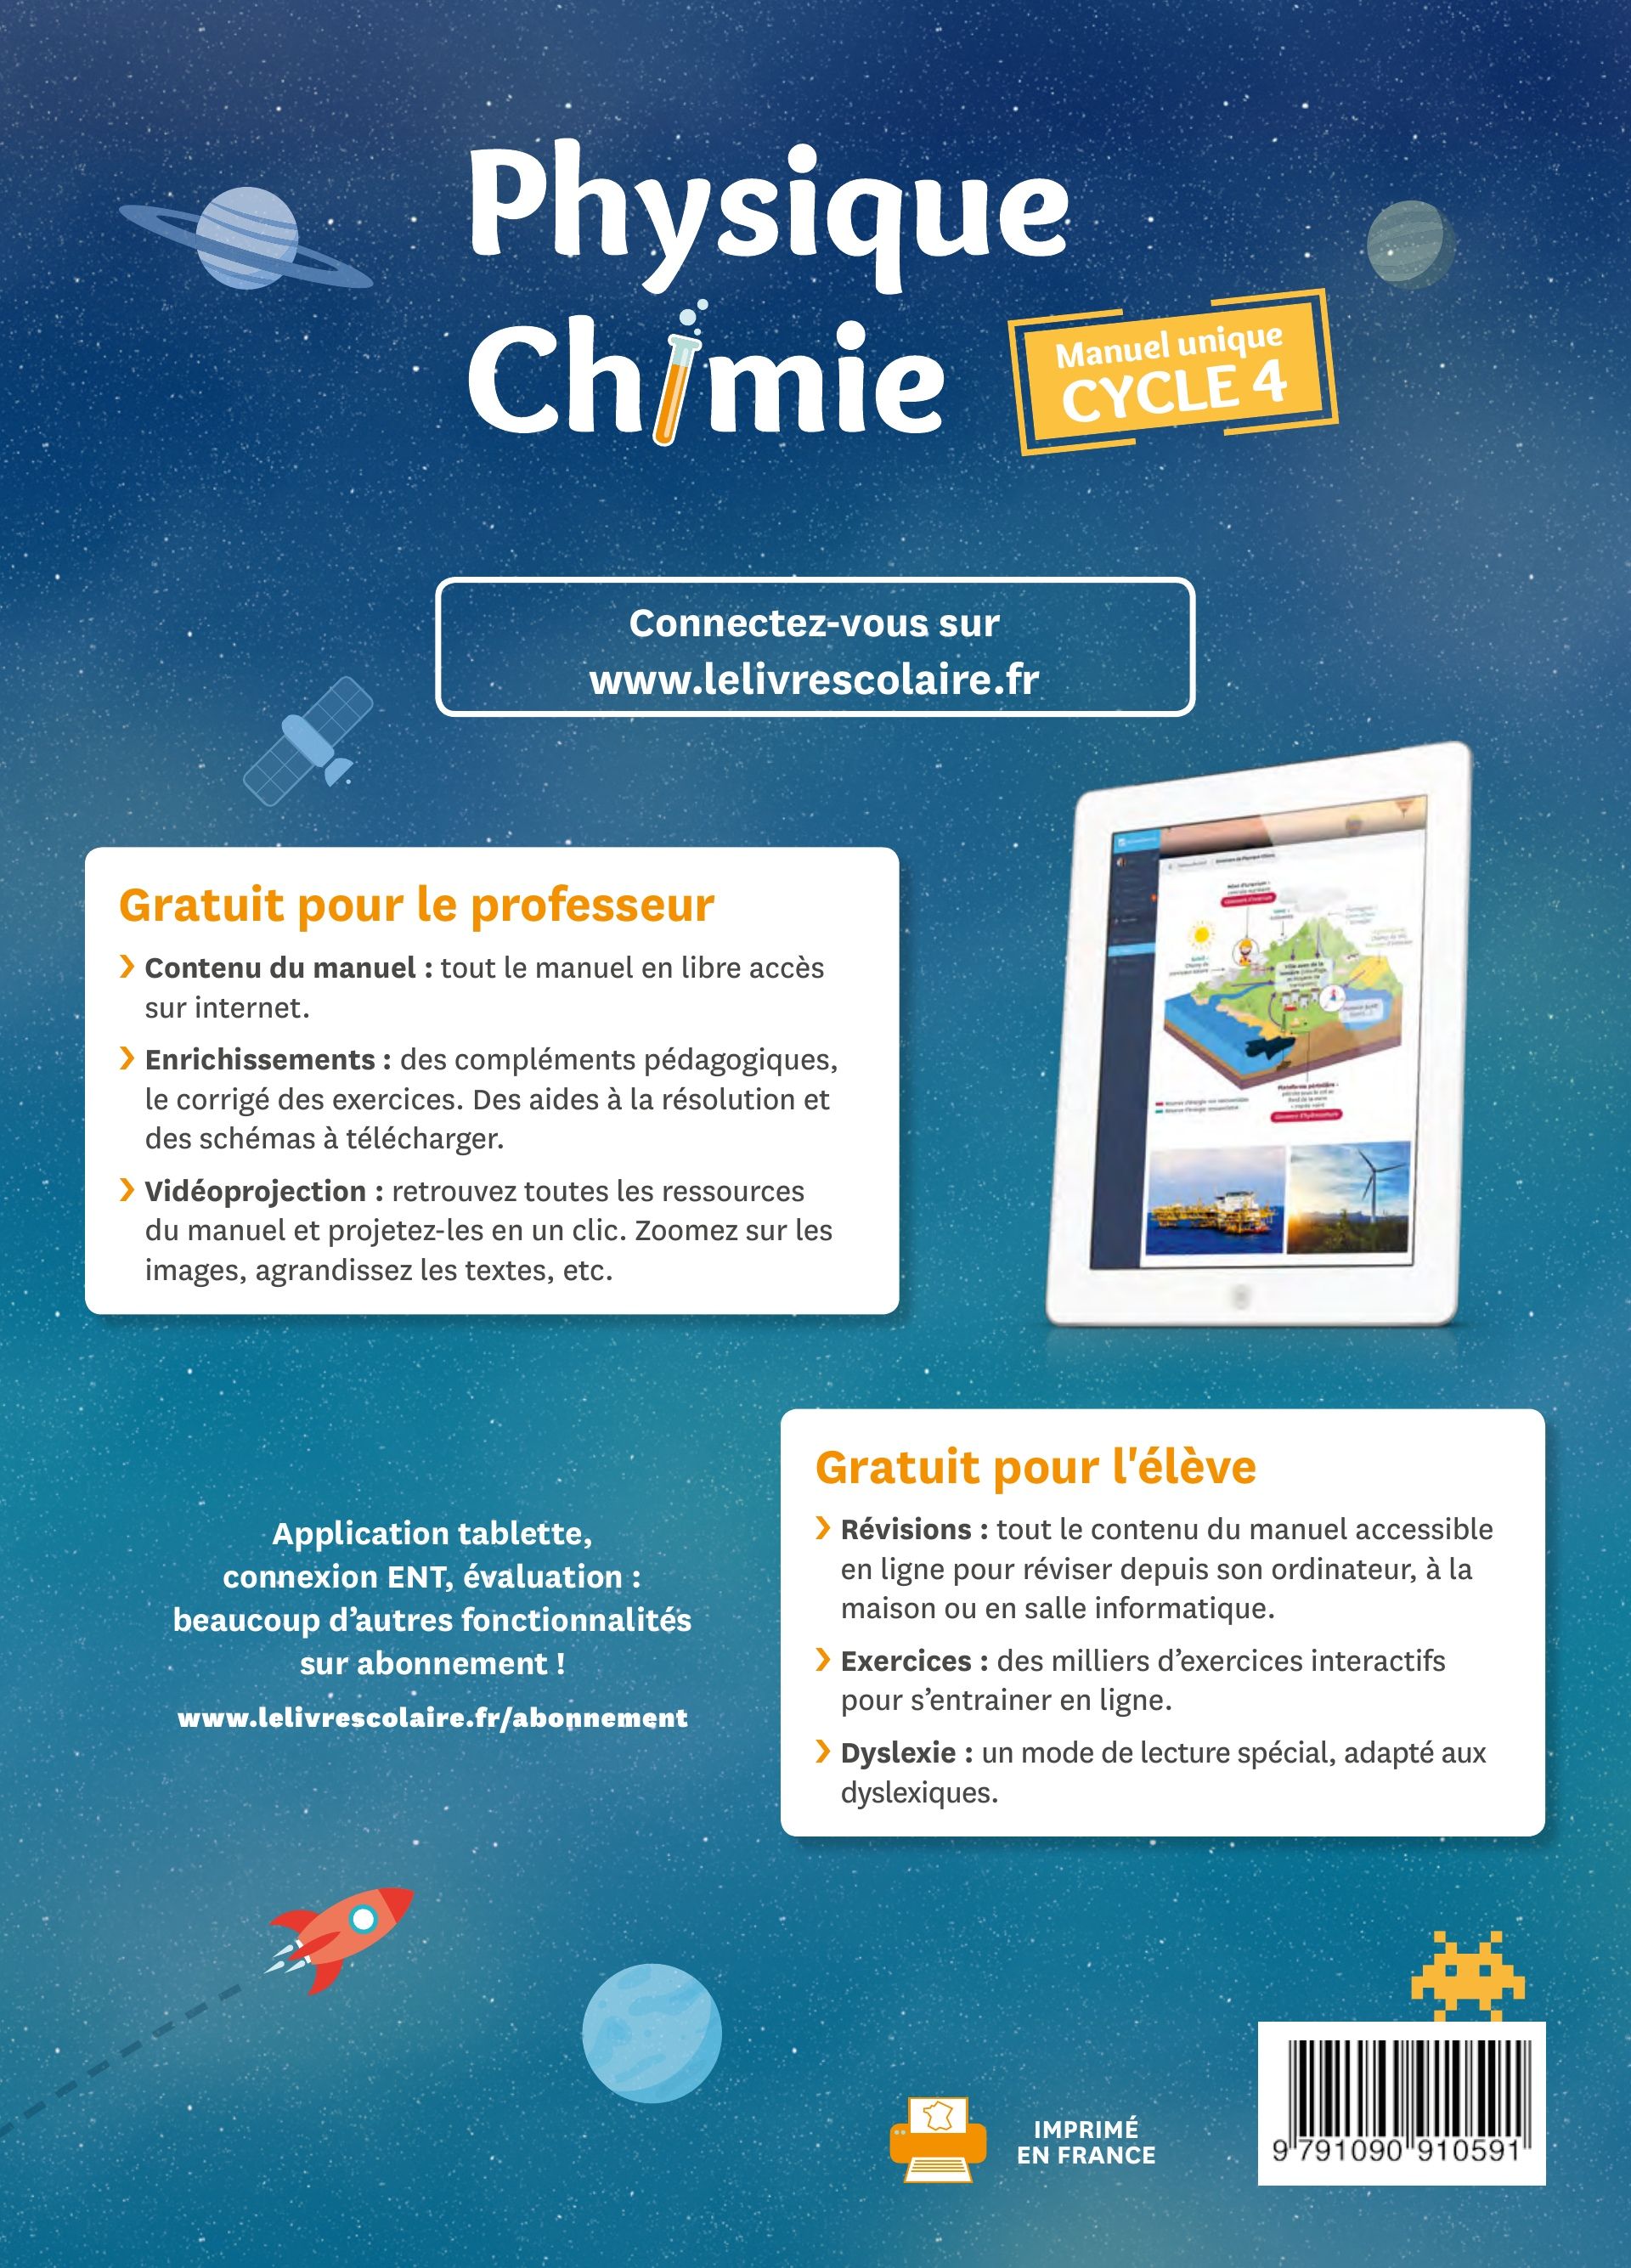 Physique
Chimie
Manuel unique
CYCLE 4
Connectez-vous sur
www.lelivrescolaire.fr
Gratuit pour le professeur
Contenu du manuel : tout le manuel en libre accès
sur internet.
Enrichissements : des compléments pédagogiques,
le corrigé des exercices. Des aides à la résolution et
des schémas à télécharger.
Vidéoprojection : retrouvez toutes les ressources
du manuel et projetez-les en un clic. Zoomez sur les
images, agrandissez les textes, etc.
Application tablette,
connexion ENT, évaluation :
beaucoup d’autres fonctionnalités
sur abonnement !
www.lelivrescolaire.fr/abonnement
Gratuit pour l'élève
Révisions : tout le contenu du manuel accessible
en ligne pour réviser depuis son ordinateur, à la
maison ou en salle informatique.
Exercices : des milliers d’exercices interactifs
pour s’entrainer en ligne.
Dyslexie : un mode de lecture spécial, adapté aux
dyslexiques.
IMPRIMÉ
EN FRANCE
9 791090 910591